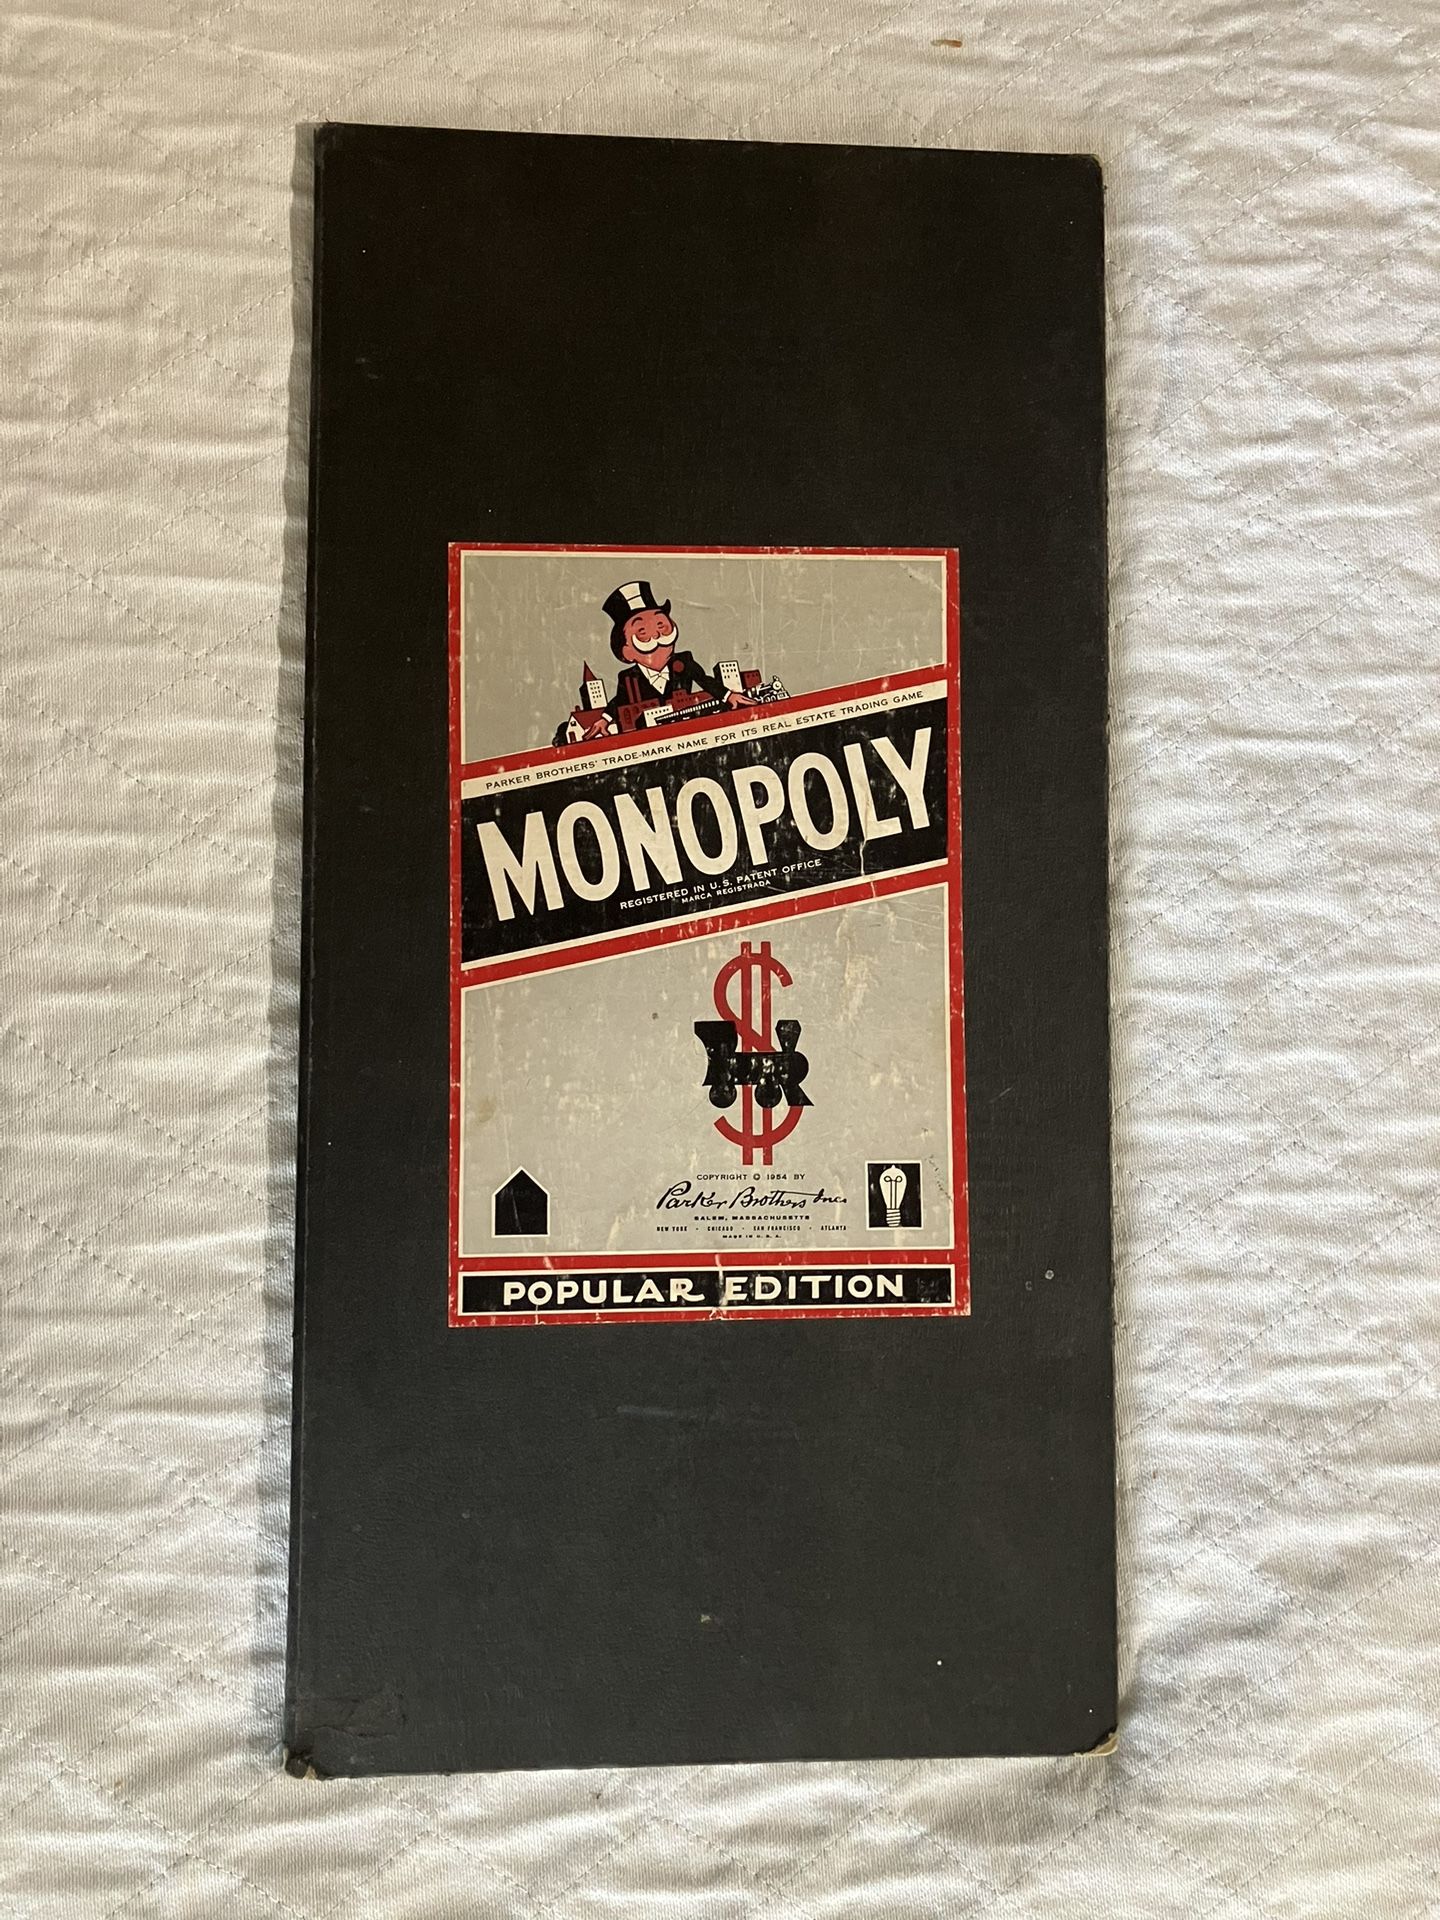 PARKER BROTHERS' TRADE-MARK NAME FOR ITS REAL ESTATE TRADING GAME
MONOPOLY
REGISTERED IN U.S. PATENT OFFICE
MARCA REGISTRADA
COPYRIGHT © 1954 BY
Parker Brothers Inc.
SALEM, MASSACHUSETTS
NEW YORK · CHICAGO · SAN FRANCISCO · ATLANTA
MADE IN U.S.A.
POPULAR EDITION